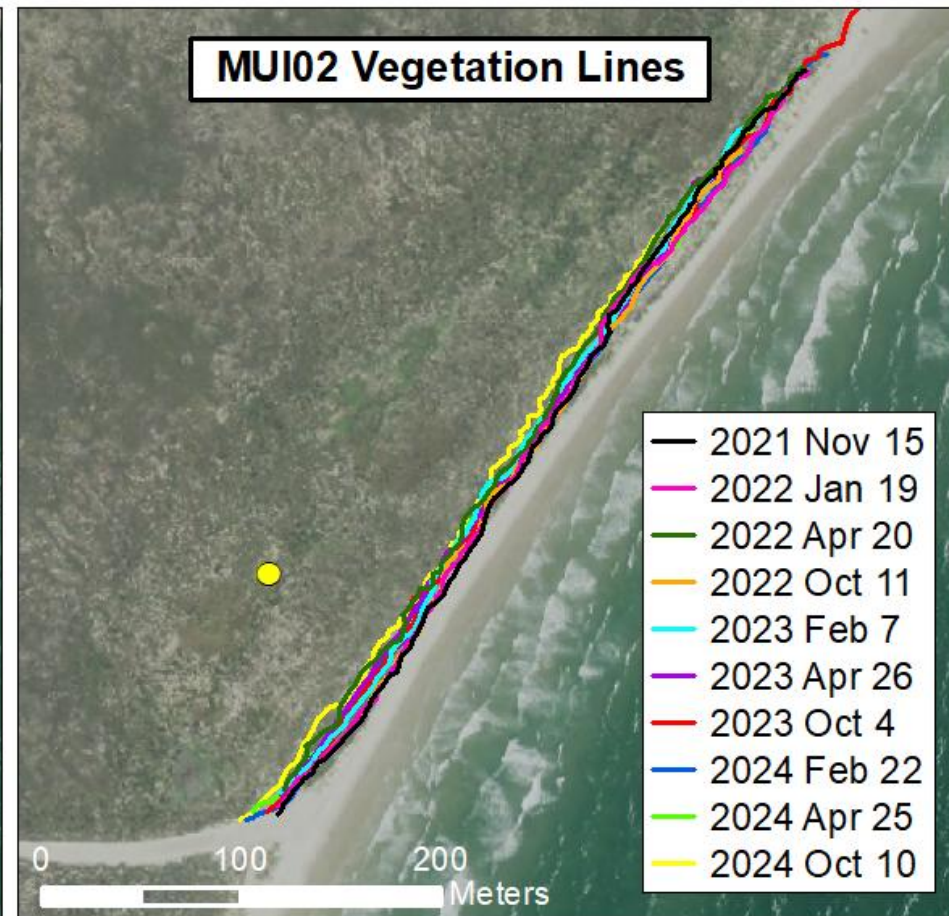 MUI02 Vegetation Lines
2021 Nov 15
2022 Jan 19
2022 Apr 20
2022 Oct 11
2023 Feb 7
2023 Apr 26
2023 Oct 4
2024 Feb 22
2024 Apr 25
2024 Oct 10
0 100 200
Meters